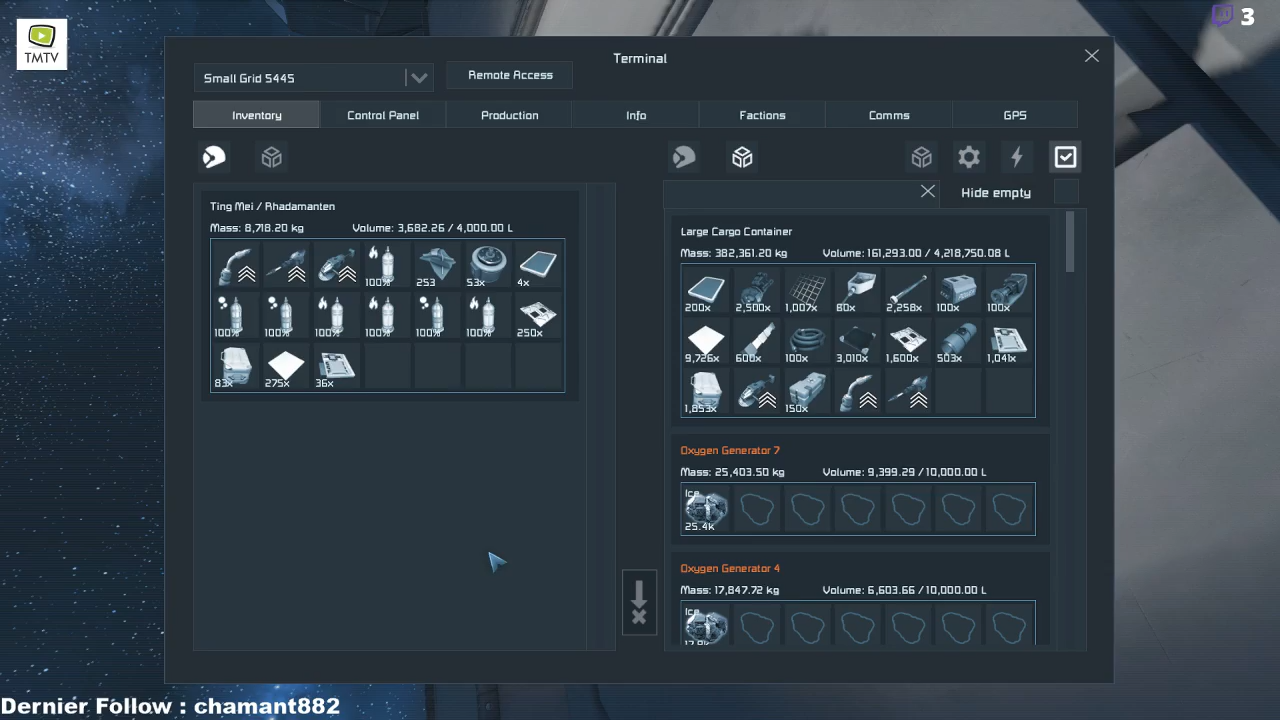 TMTV
3
Terminal
Small Grid 5445
Remote Access
Inventory
Control Panel
Production
Info
Factions
Comms
GPS
Hide empty
Ting Mei / Rhadamanten
Mass: 8,718.20 kg Volume: 3,682.26 / 4,000.00 L
100% 253 53x 4x
100% 100% 100% 100% 100% 100% 250x
83x 275x 36x
Large Cargo Container
Mass: 382,361.20 kg Volume: 161,293.00 / 4,218,750.08 L
200x 2,500x 1,007x 60x 2,258x 100x 100x
9,726x 600x 100x 3,010x 1,600x 503x 1,041x
1,853x 150x
Oxygen Generator 7
Mass: 25,403.50 kg Volume: 9,399.29 / 10,000.00 L
Ice
25.4K
Oxygen Generator 4
Mass: 17,847.72 kg Volume: 6,603.66 / 10,000.00 L
Ice
17.8K
Dernier Follow : chamant882